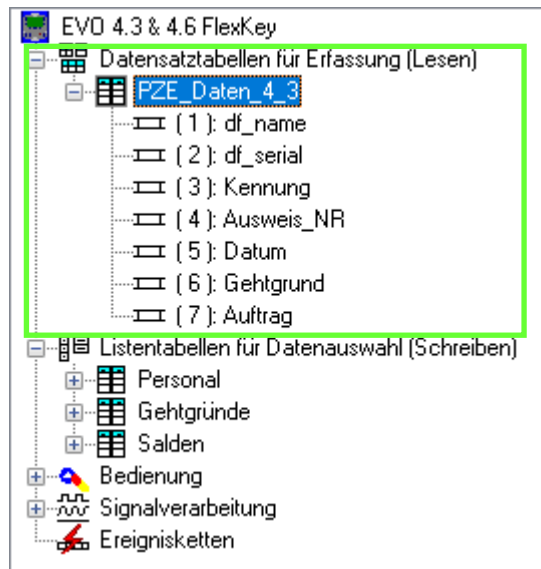 EVO 4.3 & 4.6 FlexKey
Datensatztabellen für Erfassung (Lesen)
PZE_Daten_4_3
( 1 ): df_name
( 2 ): df_serial
( 3 ): Kennung
( 4 ): Ausweis_NR
( 5 ): Datum
( 6 ): Gehtgrund
( 7 ): Auftrag
Listentabellen für Datenauswahl (Schreiben)
Personal
Gehtgründe
Salden
Bedienung
Signalverarbeitung
Ereignisketten